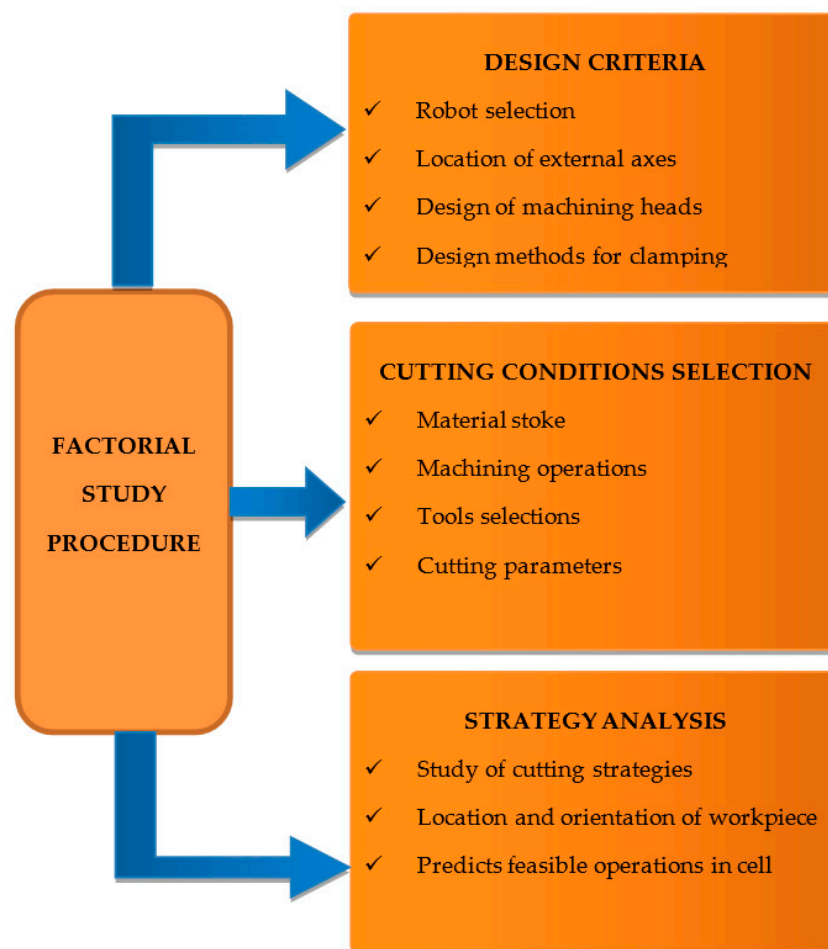 DESIGN CRITERIA
✓ Robot selection
✓ Location of external axes
✓ Design of machining heads
✓ Design methods for clamping
FACTORIAL
STUDY
PROCEDURE
CUTTING CONDITIONS SELECTION
✓ Material stoke
✓ Machining operations
✓ Tools selections
✓ Cutting parameters
STRATEGY ANALYSIS
✓ Study of cutting strategies
✓ Location and orientation of workpiece
✓ Predicts feasible operations in cell